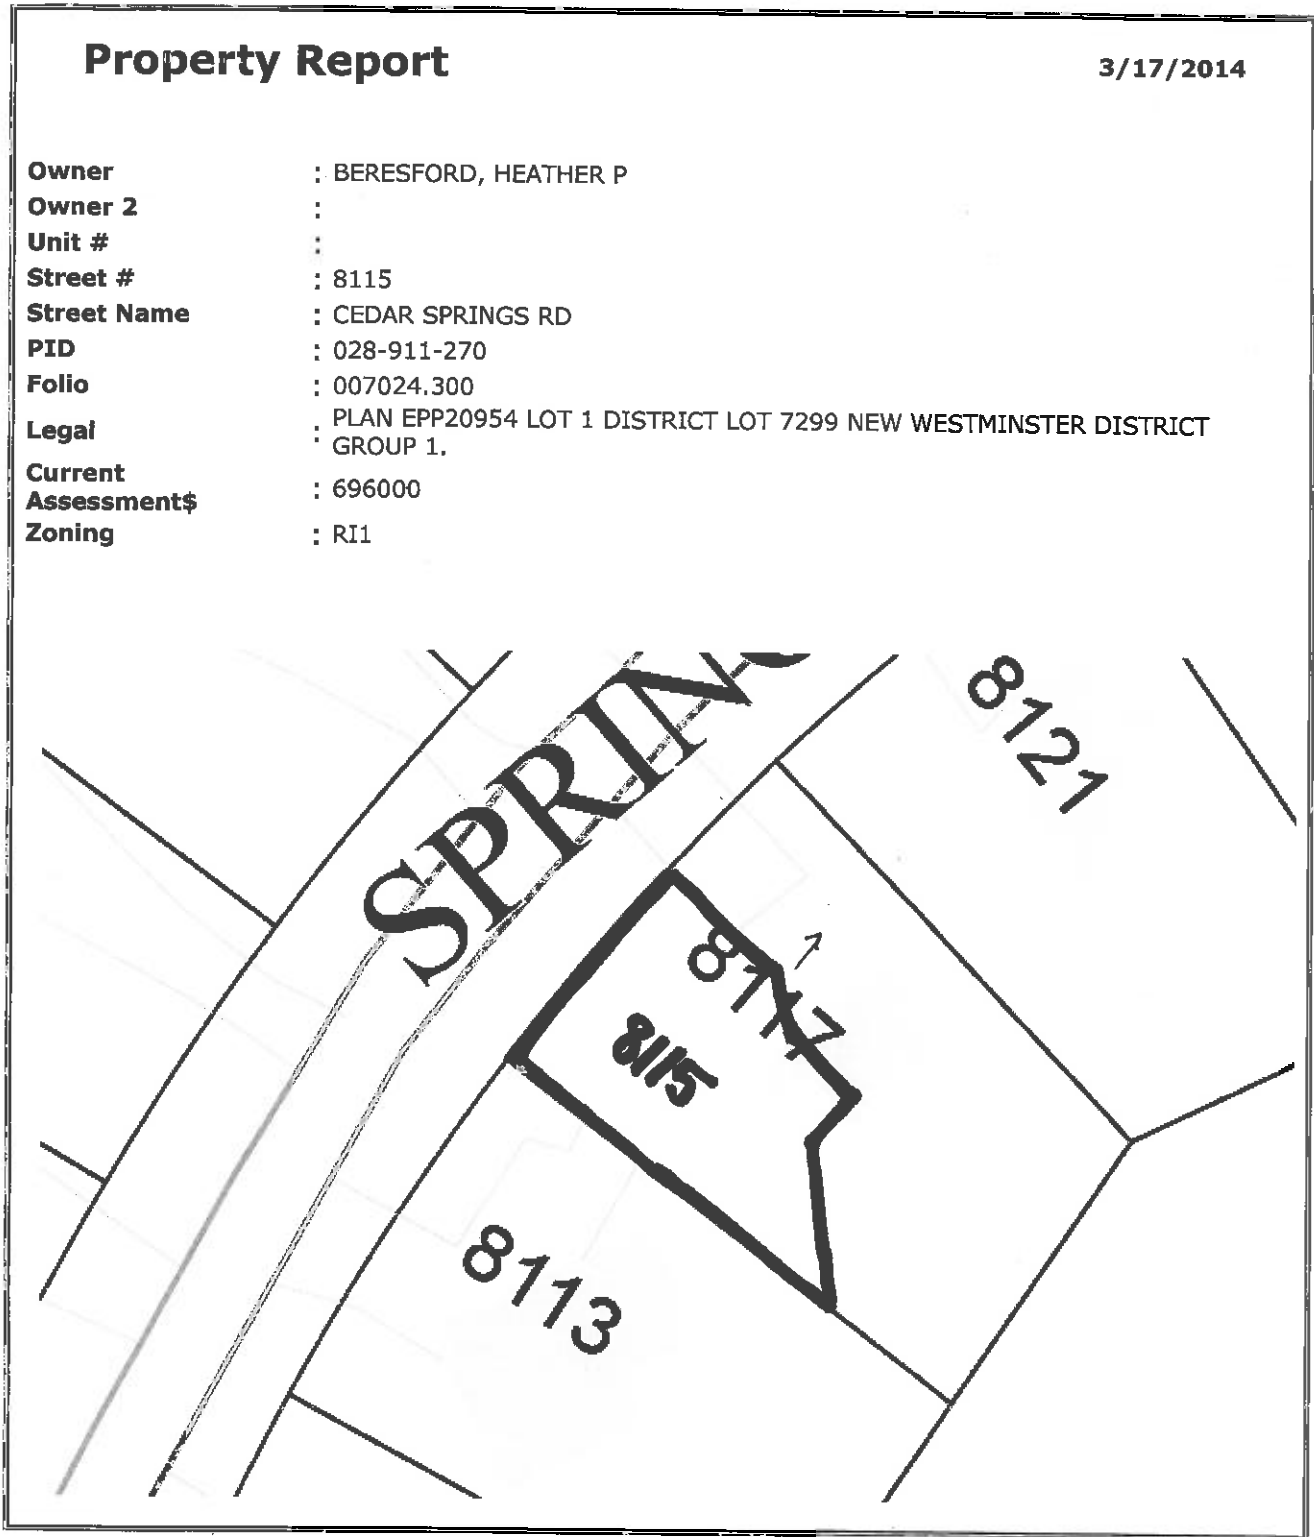 Property Report 3/17/2014
Owner : BERESFORD, HEATHER P
Owner 2 :
Unit # :
Street # : 8115
Street Name : CEDAR SPRINGS RD
PID : 028-911-270
Folio : 007024.300
Legal : PLAN EPP20954 LOT 1 DISTRICT LOT 7299 NEW WESTMINSTER DISTRICT
GROUP 1.
Current
Assessment$ : 696000
Zoning : RI1
SPRING
8121
8117
8115
8113